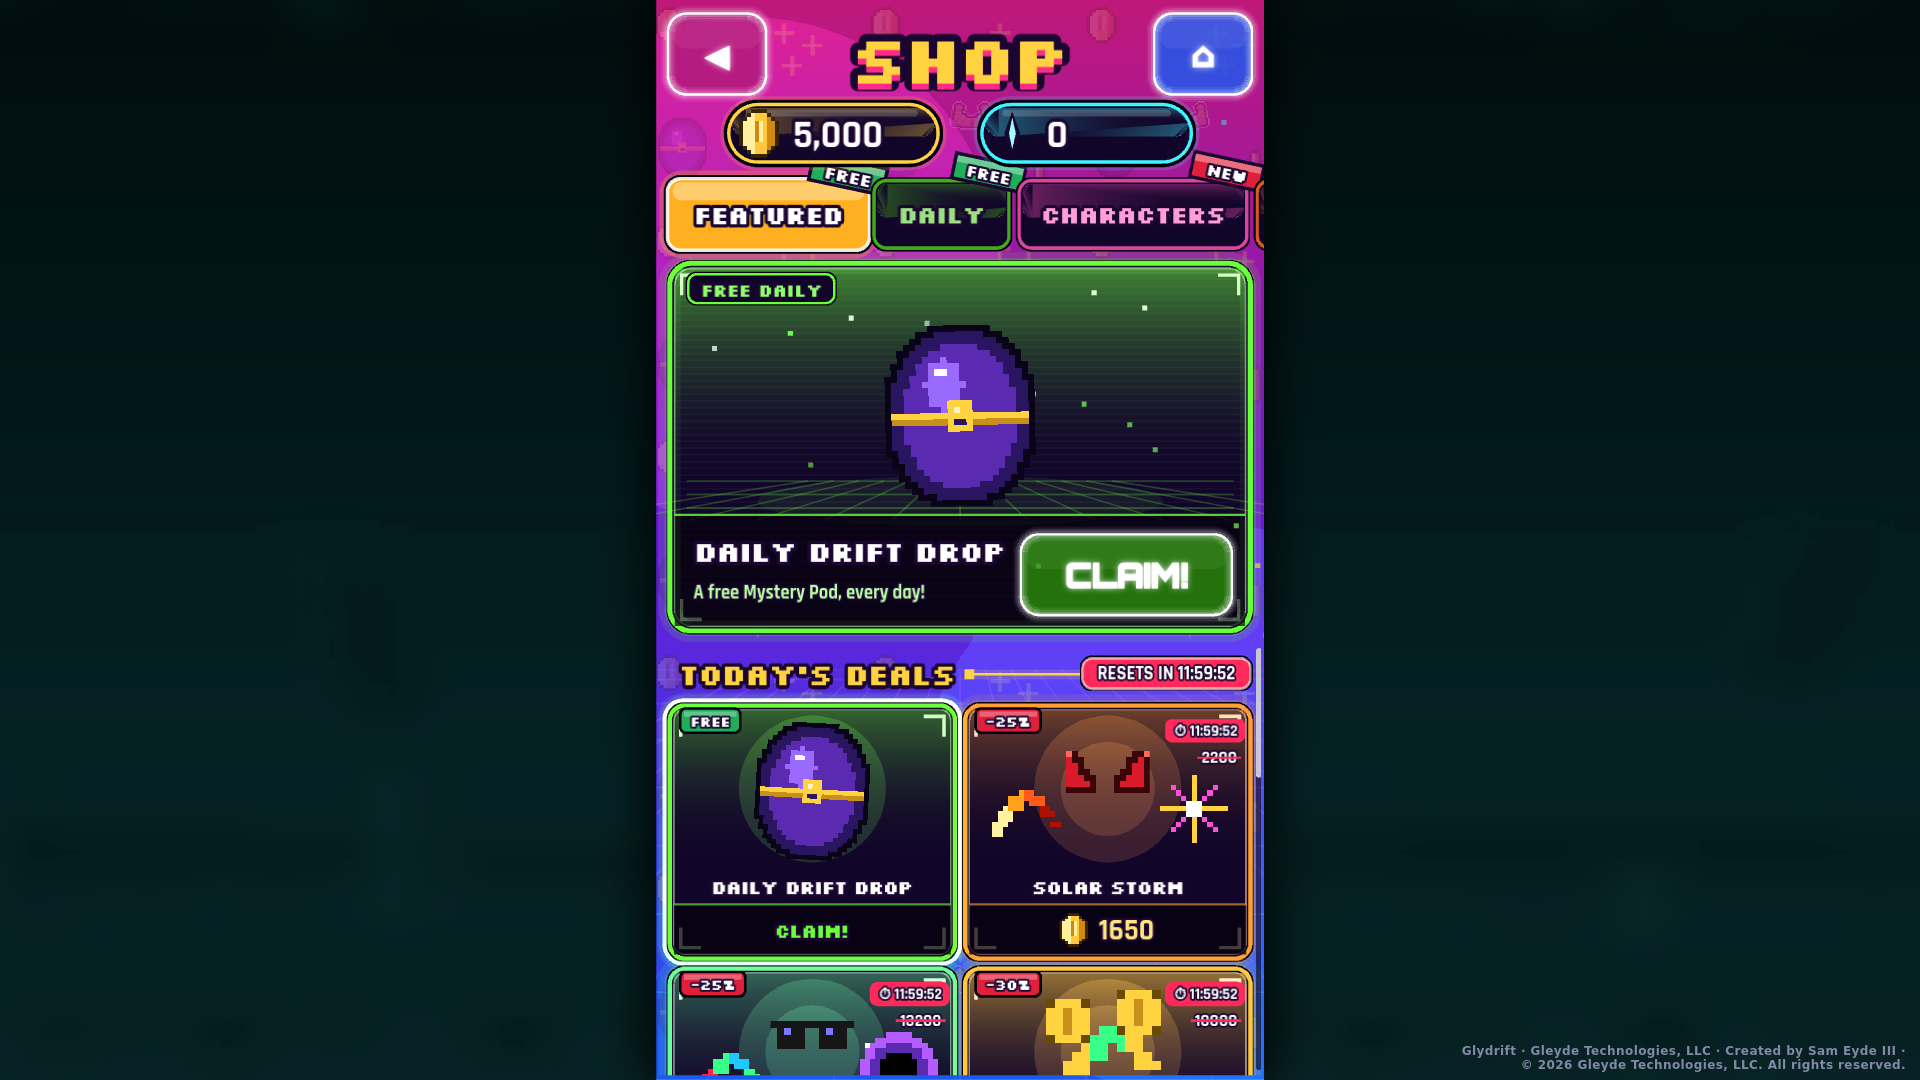 SHOP
5,000
0
FREE
FREE
NEW
FEATURED
DAILY
CHARACTERS
FREE DAILY
DAILY DRIFT DROP
A free Mystery Pod, every day!
CLAIM!
TODAY'S DEALS
RESETS IN 11:59:52
FREE
DAILY DRIFT DROP
CLAIM!
-25%
11:59:52
2200
SOLAR STORM
1650
-25%
11:59:52
13200
-30%
11:59:52
10000
Glydrift · Gleyde Technologies, LLC · Created by Sam Eyde III ·
© 2026 Gleyde Technologies, LLC. All rights reserved.